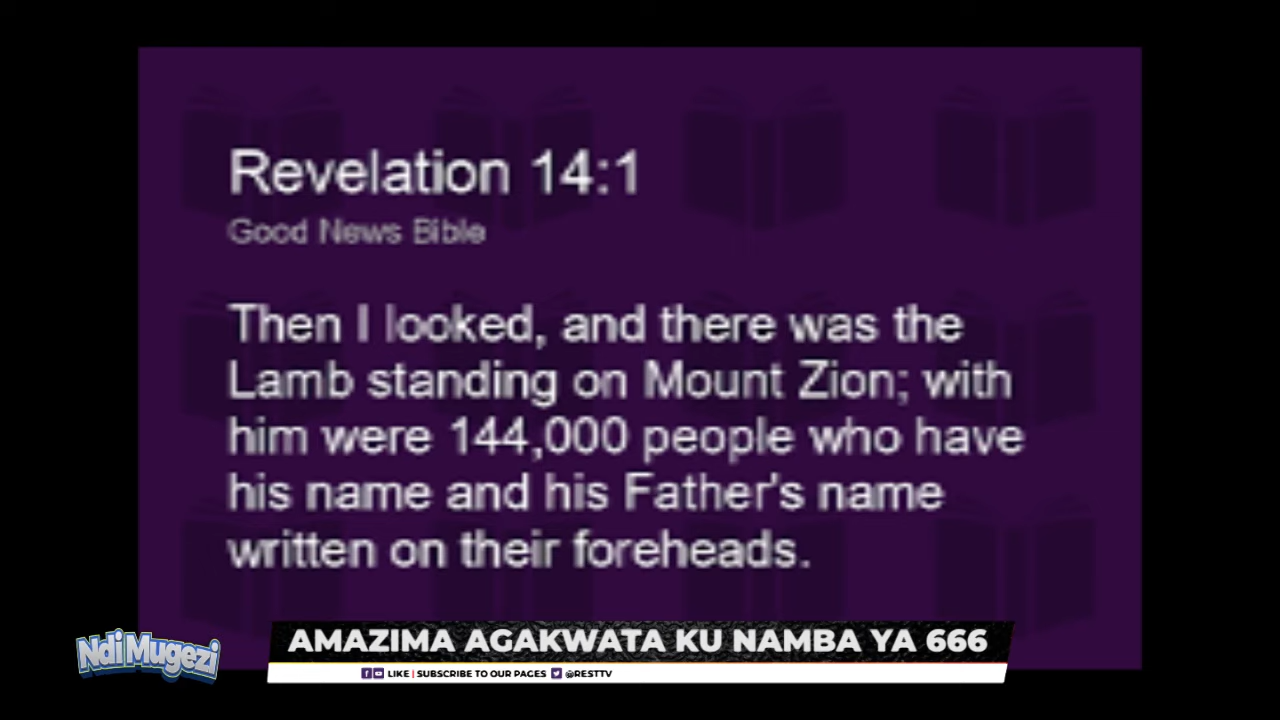 Revelation 14:1
Good News Bible
Then I looked, and there was the
Lamb standing on Mount Zion; with
him were 144,000 people who have
his name and his Father's name
written on their foreheads.
Ndi Mugezi
AMAZIMA AGAKWATA KU NAMBA YA 666
LIKE | SUBSCRIBE TO OUR PAGES @RESTTV